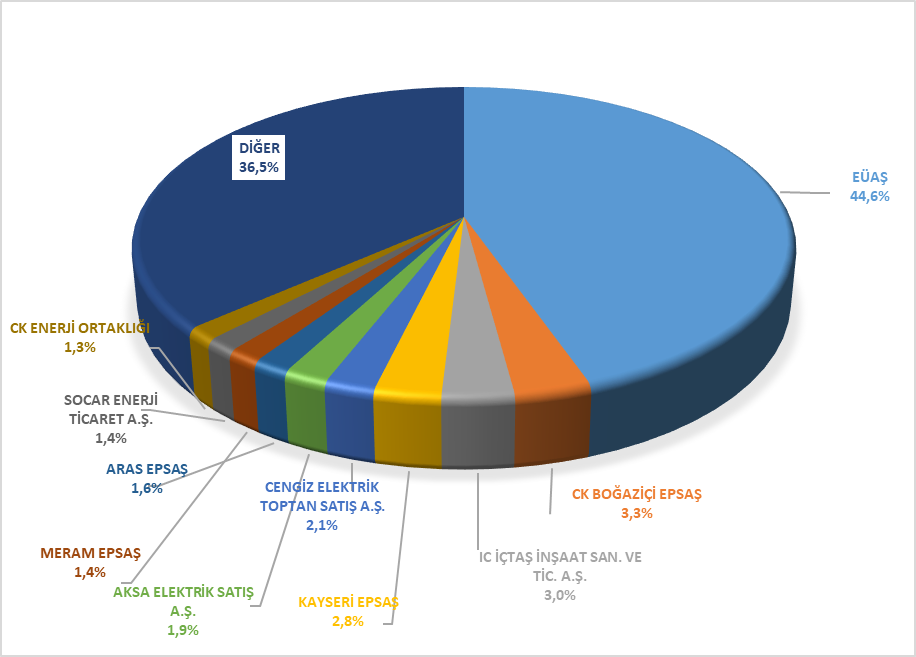 DİĞER
36,5%
EÜAŞ
44,6%
CK ENERJİ ORTAKLIĞI
1,3%
SOCAR ENERJİ
TİCARET A.Ş.
1,4%
ARAS EPSAŞ
1,6%
CENGİZ ELEKTRİK
TOPTAN SATIŞ A.Ş.
2,1%
CK BOĞAZİÇİ EPSAŞ
3,3%
MERAM EPSAŞ
1,4%
IC İÇTAŞ İNŞAAT SAN. VE
TİC. A.Ş.
3,0%
AKSA ELEKTRİK SATIŞ
A.Ş.
1,9%
KAYSERİ EPSAŞ
2,8%